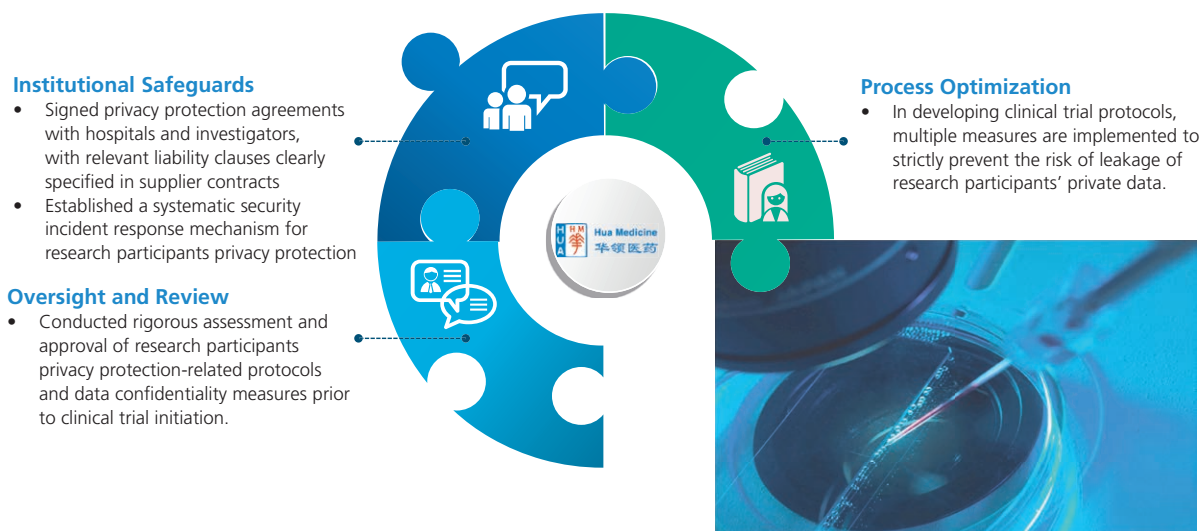 Institutional Safeguards
• Signed privacy protection agreements
with hospitals and investigators,
with relevant liability clauses clearly
specified in supplier contracts
• Established a systematic security
incident response mechanism for
research participants privacy protection
Oversight and Review
• Conducted rigorous assessment and
approval of research participants
privacy protection-related protocols
and data confidentiality measures prior
to clinical trial initiation.
HUA
HM
Hua Medicine
华领医药
Process Optimization
• In developing clinical trial protocols,
multiple measures are implemented to
strictly prevent the risk of leakage of
research participants’ private data.